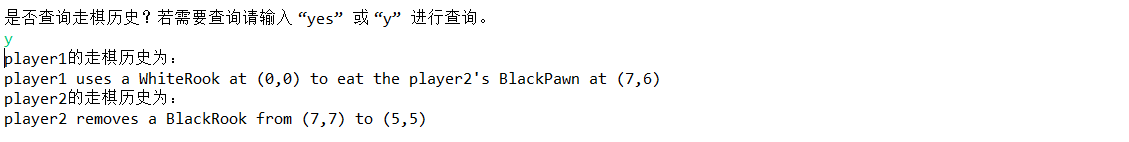 是否查询走棋历史？若需要查询请输入“yes” 或“y” 进行查询。
y
player1的走棋历史为:
player1 uses a WhiteRook at (0,0) to eat the player2's BlackPawn at (7,6)
player2的走棋历史为:
player2 removes a BlackRook from (7,7) to (5,5)